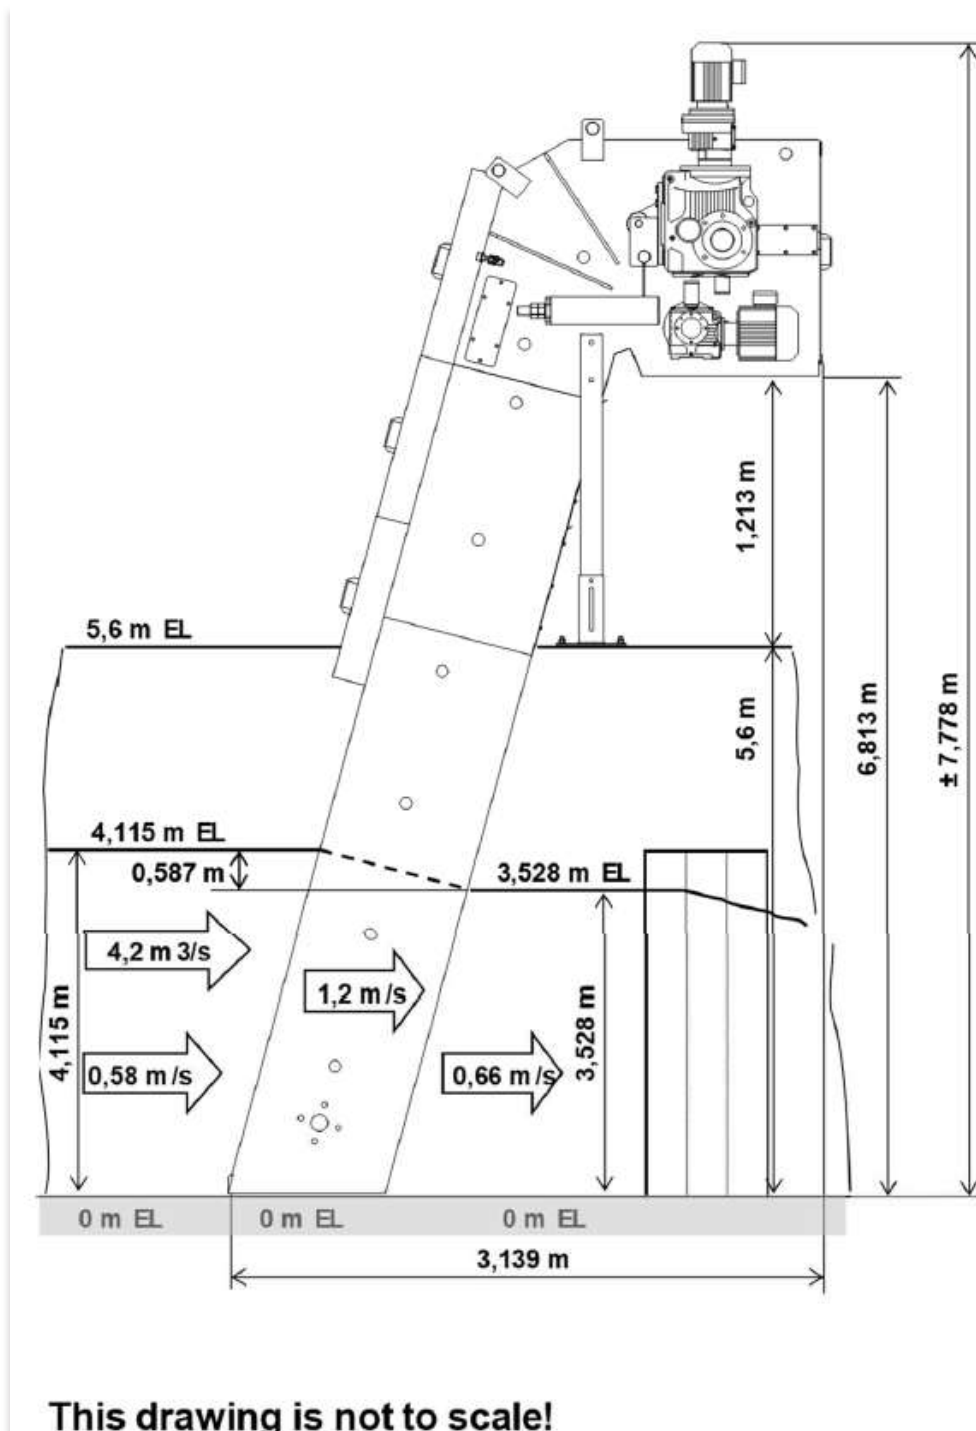 1,213 m
5,6 m EL
5,6 m
6,813 m
± 7,778 m
4,115 m EL
0,587 m
3,528 m EL
4,2 m 3/s
1,2 m/s
4,115 m
3,528 m
0,58 m/s
0,66 m/s
0 m EL
0 m EL
0 m EL
3,139 m
This drawing is not to scale!